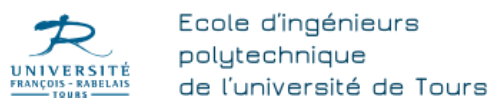 UNIVERSITÉ
FRANÇOIS - RABELAIS
TOURS
Ecole d'ingénieurs
polytechnique
de l'université de Tours